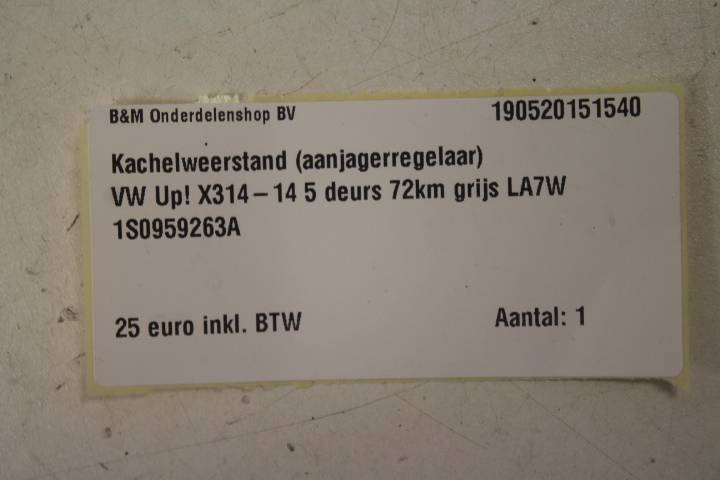 B&M Onderdelenshop BV 190520151540
Kachelweerstand (aanjagerregelaar)
VW Up! X314-14 5 deurs 72km grijs LA7W
1S0959263A
25 euro inkl. BTW Aantal: 1